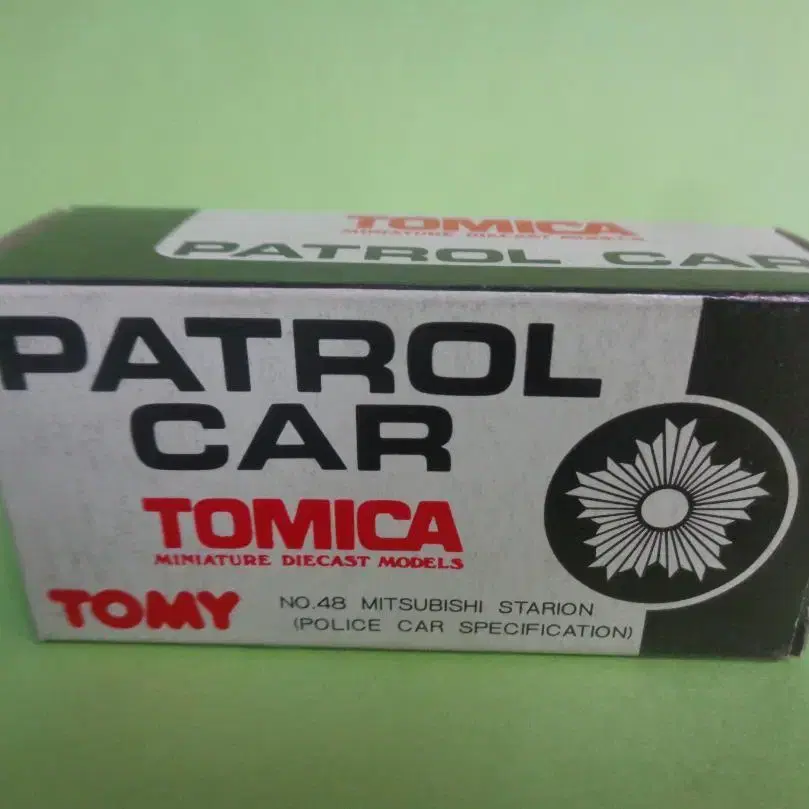 TOMICA
MINIATURE DIECAST MODELS
PATROL CAR
PATROL
CAR
TOMICA
MINIATURE DIECAST MODELS
TOMY
NO.48 MITSUBISHI STARION
(POLICE CAR SPECIFICATION)